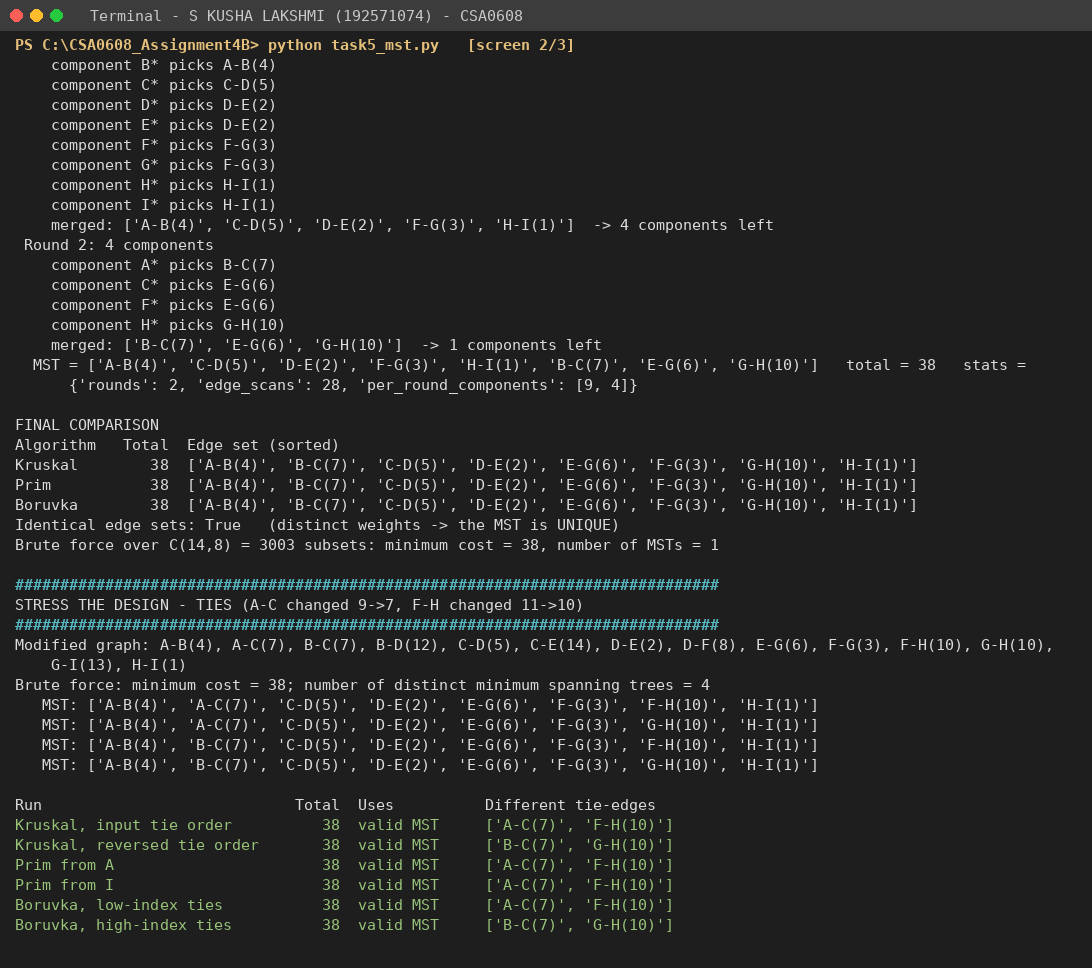 Terminal - S KUSHA LAKSHMI (192571074) - CSA0608
PS C:\CSA0608_Assignment4B> python task5_mst.py   [screen 2/3]
    component B* picks A-B(4)
    component C* picks C-D(5)
    component D* picks D-E(2)
    component E* picks D-E(2)
    component F* picks F-G(3)
    component G* picks F-G(3)
    component H* picks H-I(1)
    component I* picks H-I(1)
    merged: ['A-B(4)', 'C-D(5)', 'D-E(2)', 'F-G(3)', 'H-I(1)']  -> 4 components left
 Round 2: 4 components
    component A* picks B-C(7)
    component C* picks E-G(6)
    component F* picks E-G(6)
    component H* picks G-H(10)
    merged: ['B-C(7)', 'E-G(6)', 'G-H(10)']  -> 1 components left
  MST = ['A-B(4)', 'C-D(5)', 'D-E(2)', 'F-G(3)', 'H-I(1)', 'B-C(7)', 'E-G(6)', 'G-H(10)']   total = 38   stats =
      {'rounds': 2, 'edge_scans': 28, 'per_round_components': [9, 4]}
FINAL COMPARISON
Algorithm   Total  Edge set (sorted)
Kruskal        38  ['A-B(4)', 'B-C(7)', 'C-D(5)', 'D-E(2)', 'E-G(6)', 'F-G(3)', 'G-H(10)', 'H-I(1)']
Prim           38  ['A-B(4)', 'B-C(7)', 'C-D(5)', 'D-E(2)', 'E-G(6)', 'F-G(3)', 'G-H(10)', 'H-I(1)']
Boruvka        38  ['A-B(4)', 'B-C(7)', 'C-D(5)', 'D-E(2)', 'E-G(6)', 'F-G(3)', 'G-H(10)', 'H-I(1)']
Identical edge sets: True   (distinct weights -> the MST is UNIQUE)
Brute force over C(14,8) = 3003 subsets: minimum cost = 38, number of MSTs = 1
##############################################################################
STRESS THE DESIGN - TIES (A-C changed 9->7, F-H changed 11->10)
##############################################################################
Modified graph: A-B(4), A-C(7), B-C(7), B-D(12), C-D(5), C-E(14), D-E(2), D-F(8), E-G(6), F-G(3), F-H(10), G-H(10),
    G-I(13), H-I(1)
Brute force: minimum cost = 38; number of distinct minimum spanning trees = 4
   MST: ['A-B(4)', 'A-C(7)', 'C-D(5)', 'D-E(2)', 'E-G(6)', 'F-G(3)', 'F-H(10)', 'H-I(1)']
   MST: ['A-B(4)', 'A-C(7)', 'C-D(5)', 'D-E(2)', 'E-G(6)', 'F-G(3)', 'G-H(10)', 'H-I(1)']
   MST: ['A-B(4)', 'B-C(7)', 'C-D(5)', 'D-E(2)', 'E-G(6)', 'F-G(3)', 'F-H(10)', 'H-I(1)']
   MST: ['A-B(4)', 'B-C(7)', 'C-D(5)', 'D-E(2)', 'E-G(6)', 'F-G(3)', 'G-H(10)', 'H-I(1)']
Run                            Total  Uses          Different tie-edges
Kruskal, input tie order          38  valid MST     ['A-C(7)', 'F-H(10)']
Kruskal, reversed tie order       38  valid MST     ['B-C(7)', 'G-H(10)']
Prim from A                       38  valid MST     ['A-C(7)', 'F-H(10)']
Prim from I                       38  valid MST     ['A-C(7)', 'F-H(10)']
Boruvka, low-index ties           38  valid MST     ['A-C(7)', 'F-H(10)']
Boruvka, high-index ties          38  valid MST     ['B-C(7)', 'G-H(10)']